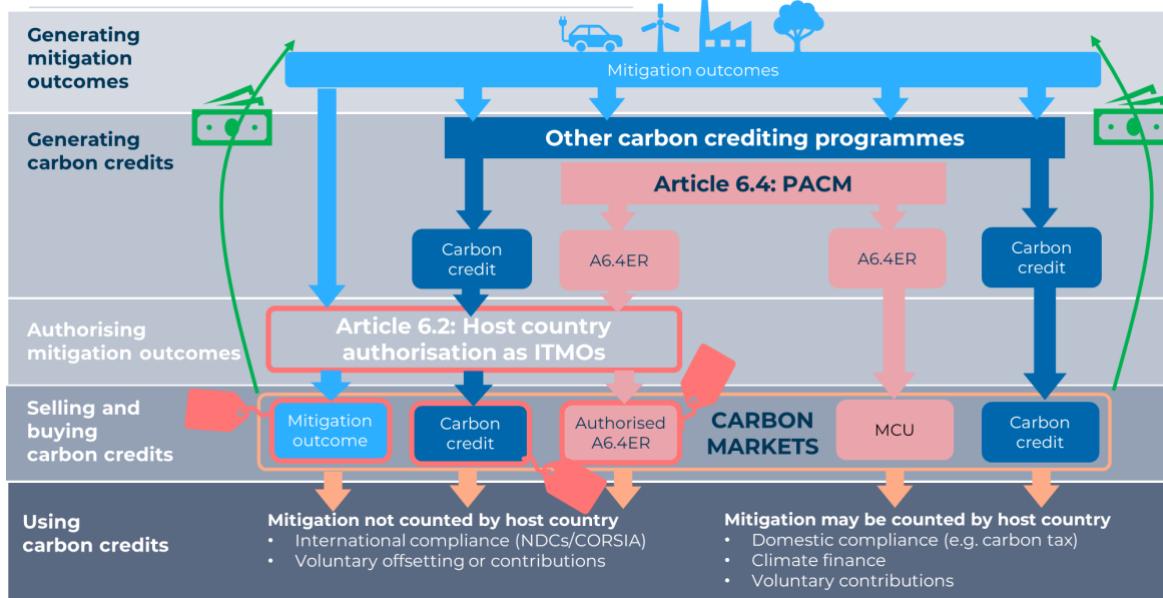 Generating
mitigation
outcomes
Mitigation outcomes
Generating
carbon credits
Other carbon crediting programmes
Article 6.4: PACM
Carbon
credit
A6.4ER
A6.4ER
Carbon
credit
Authorising
mitigation outcomes
Article 6.2: Host country
authorisation as ITMOs
Selling and
buying
carbon credits
Mitigation
outcome
Carbon
credit
Authorised
A6.4ER
CARBON
MARKETS
MCU
Carbon
credit
Using
carbon credits
Mitigation not counted by host country
• International compliance (NDCs/CORSIA)
• Voluntary offsetting or contributions
Mitigation may be counted by host country
• Domestic compliance (e.g. carbon tax)
• Climate finance
• Voluntary contributions